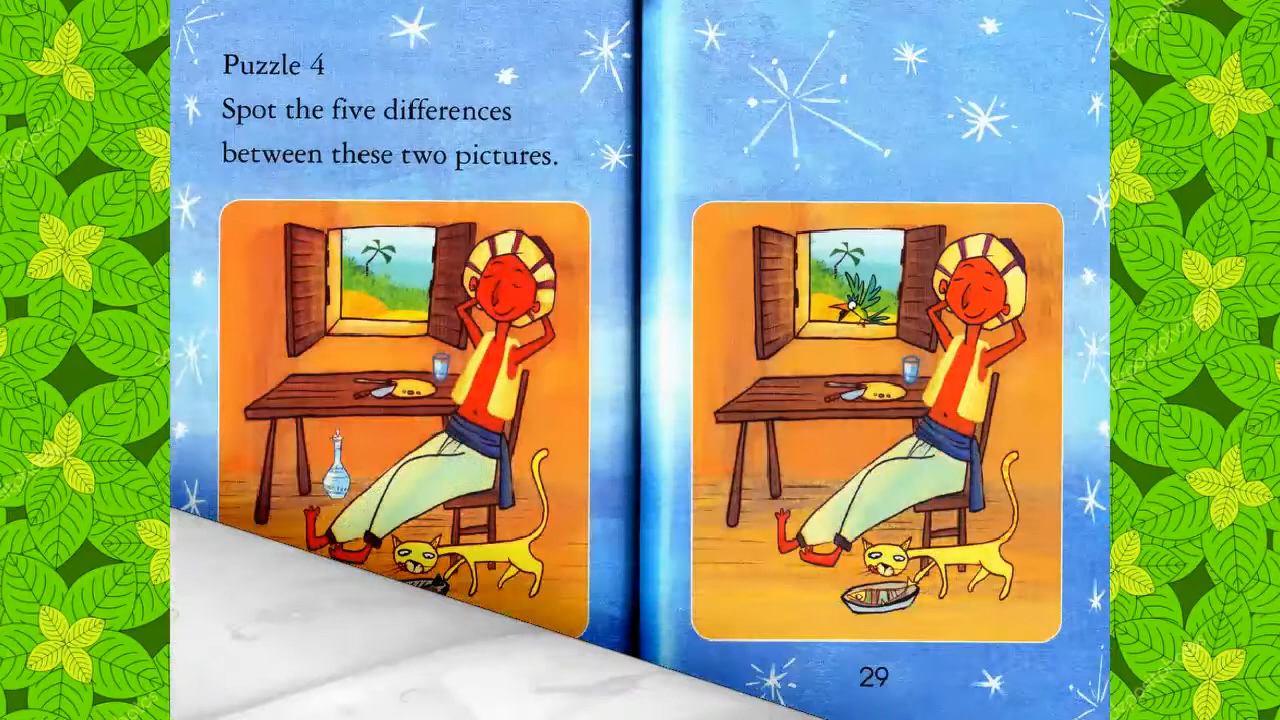 Puzzle 4
Spot the five differences
between these two pictures.
29